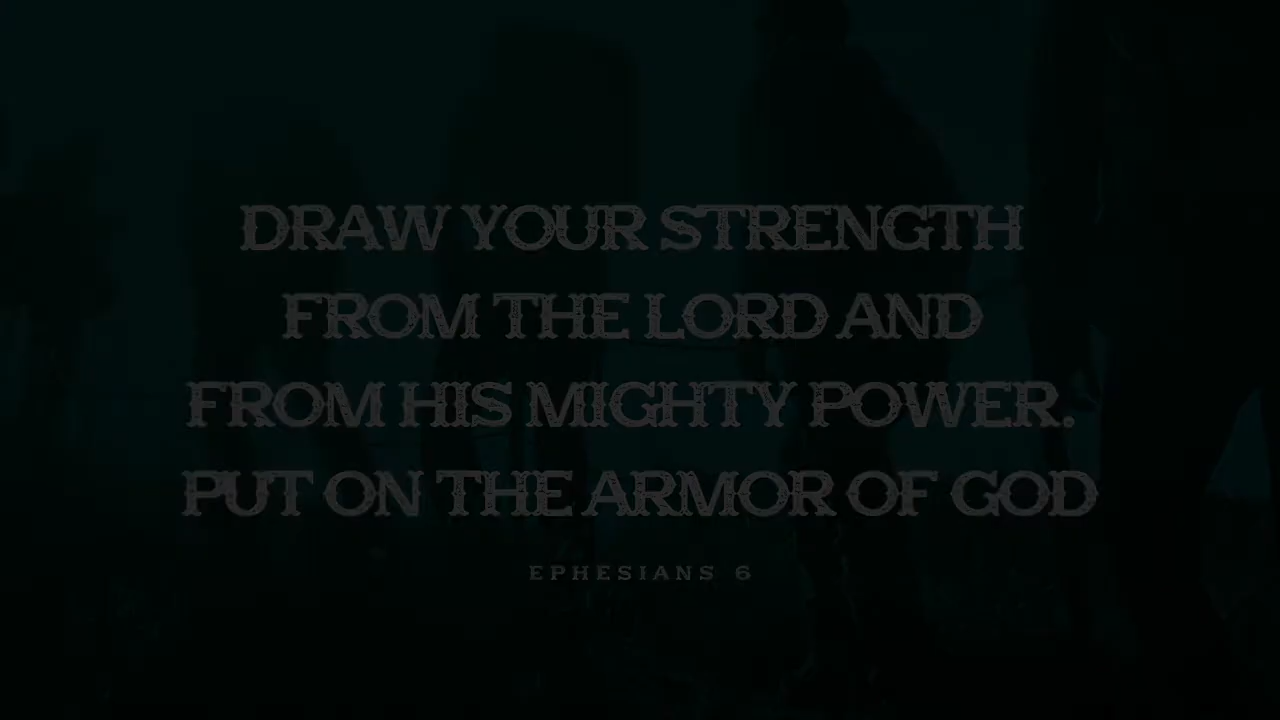 DRAW YOUR STRENGTH
FROM THE LORD AND
FROM HIS MIGHTY POWER.
PUT ON THE ARMOR OF GOD
EPHESIANS 6